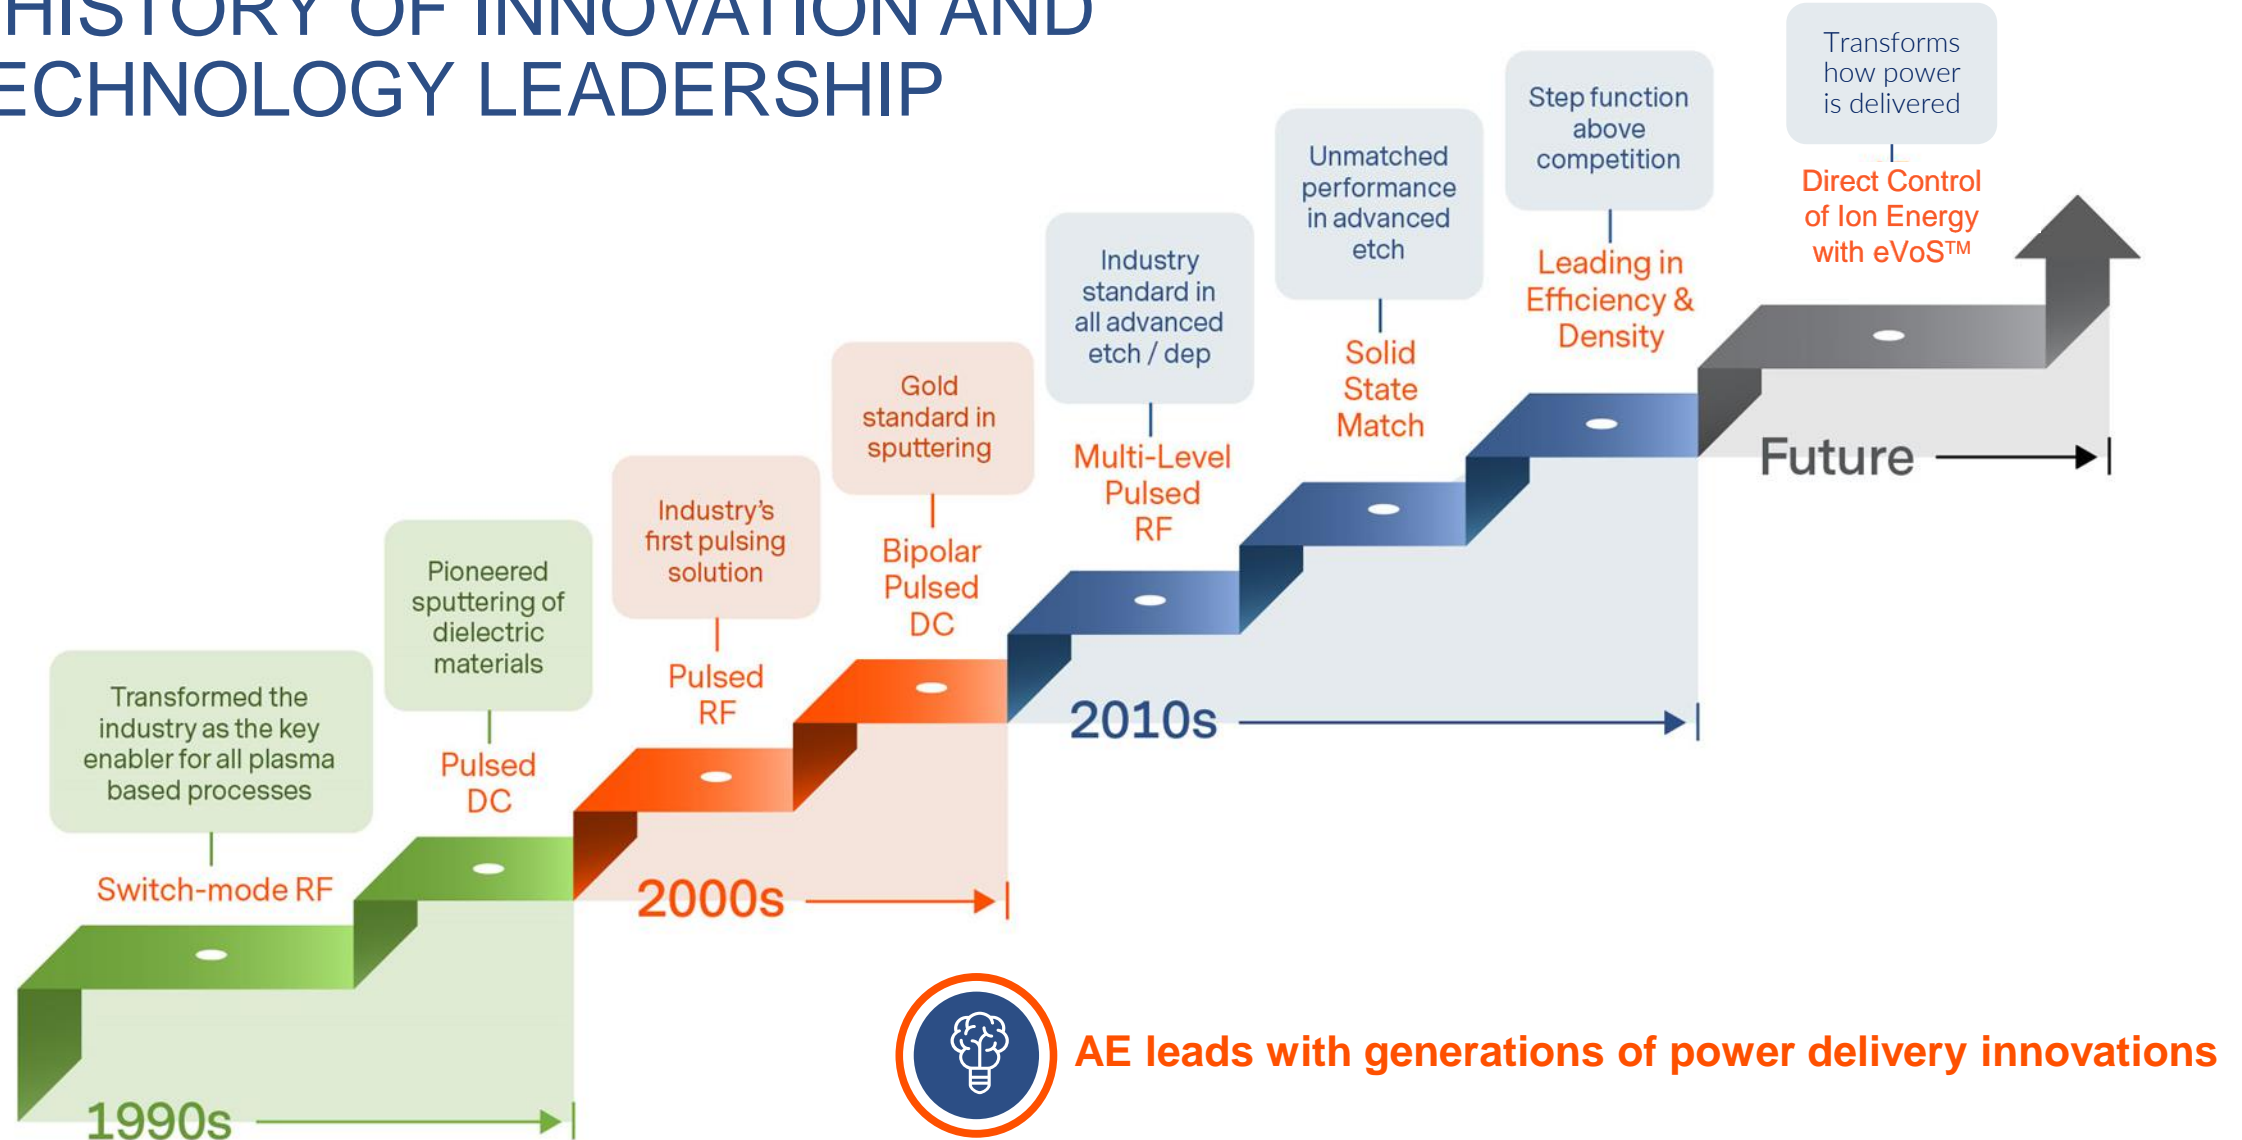 HISTORY OF INNOVATION AND
ECHNOLOGY LEADERSHIP
Transformed the
industry as the key
enabler for all plasma
based processes
Switch-mode RF
Pioneered
sputtering of
dielectric
materials
Pulsed
DC
1990s
Industry's
first pulsing
solution
Pulsed
RF
Gold
standard in
sputtering
Bipolar
Pulsed
DC
2000s
Industry
standard in
all advanced
etch / dep
Multi-Level
Pulsed
RF
Unmatched
performance
in advanced
etch
Solid
State
Match
Step function
above
competition
Leading in
Efficiency &
Density
2010s
Transforms
how power
is delivered
Direct Control
of Ion Energy
with eVoS™
Future
AE leads with generations of power delivery innovations